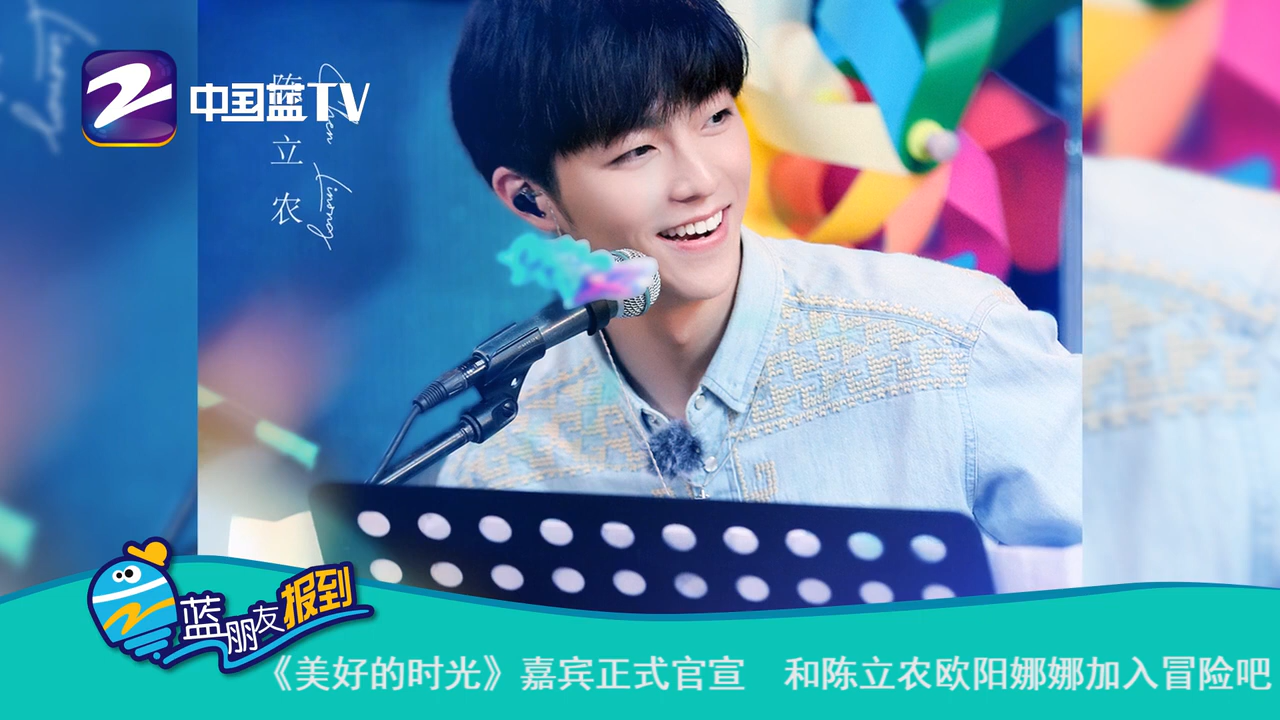 中国蓝TV
陈立农
Chen Linong
Linong
蓝朋友报到
《美好的时光》嘉宾正式官宣 和陈立农欧阳娜娜加入冒险吧